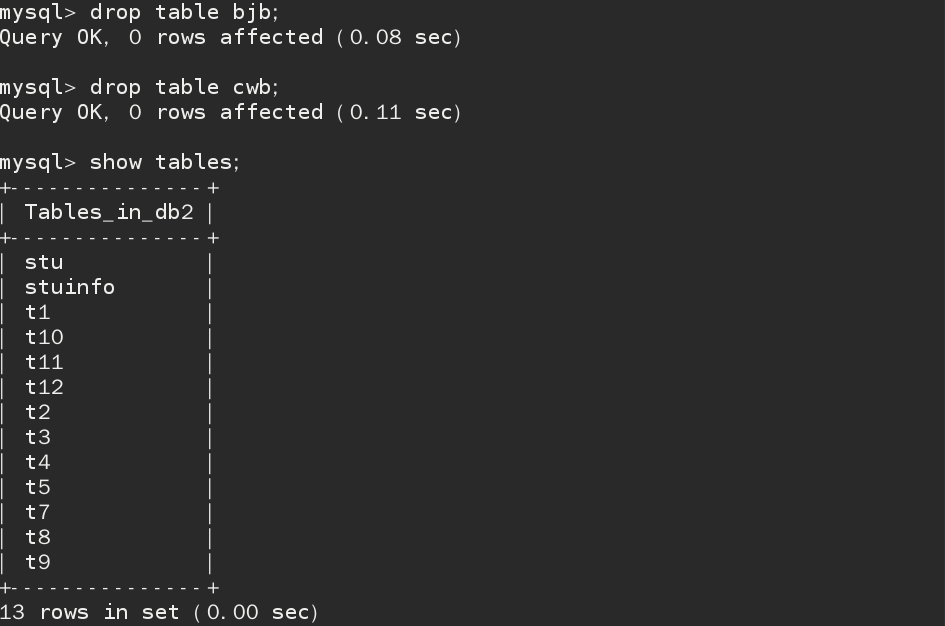 mysql> drop table bjb;
Query OK, 0 rows affected (0.08 sec)
mysql> drop table cwb;
Query OK, 0 rows affected (0.11 sec)
mysql> show tables;
+---------------+
| Tables_in_db2 |
+---------------+
| stu           |
| stuinfo       |
| t1            |
| t10           |
| t11           |
| t12           |
| t2            |
| t3            |
| t4            |
| t5            |
| t7            |
| t8            |
| t9            |
+---------------+
13 rows in set (0.00 sec)